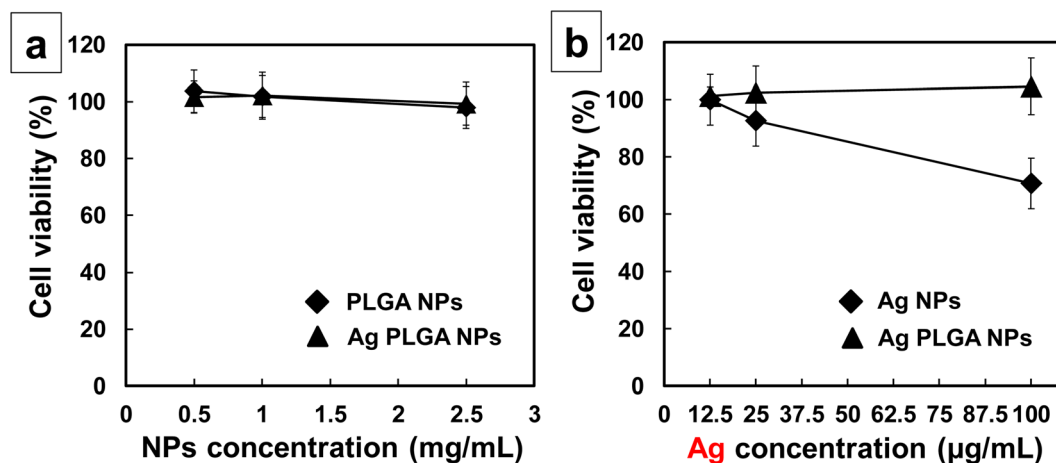 a
120
100
80
60
40
20
0
Cell viability (%)
PLGA NPs
Ag PLGA NPs
0 0.5 1 1.5 2 2.5 3
NPs concentration (mg/mL)
b
120
100
80
60
40
20
0
Cell viability (%)
Ag NPs
Ag PLGA NPs
0 12.5 25 37.5 50 62.5 75 87.5 100
Ag concentration (μg/mL)